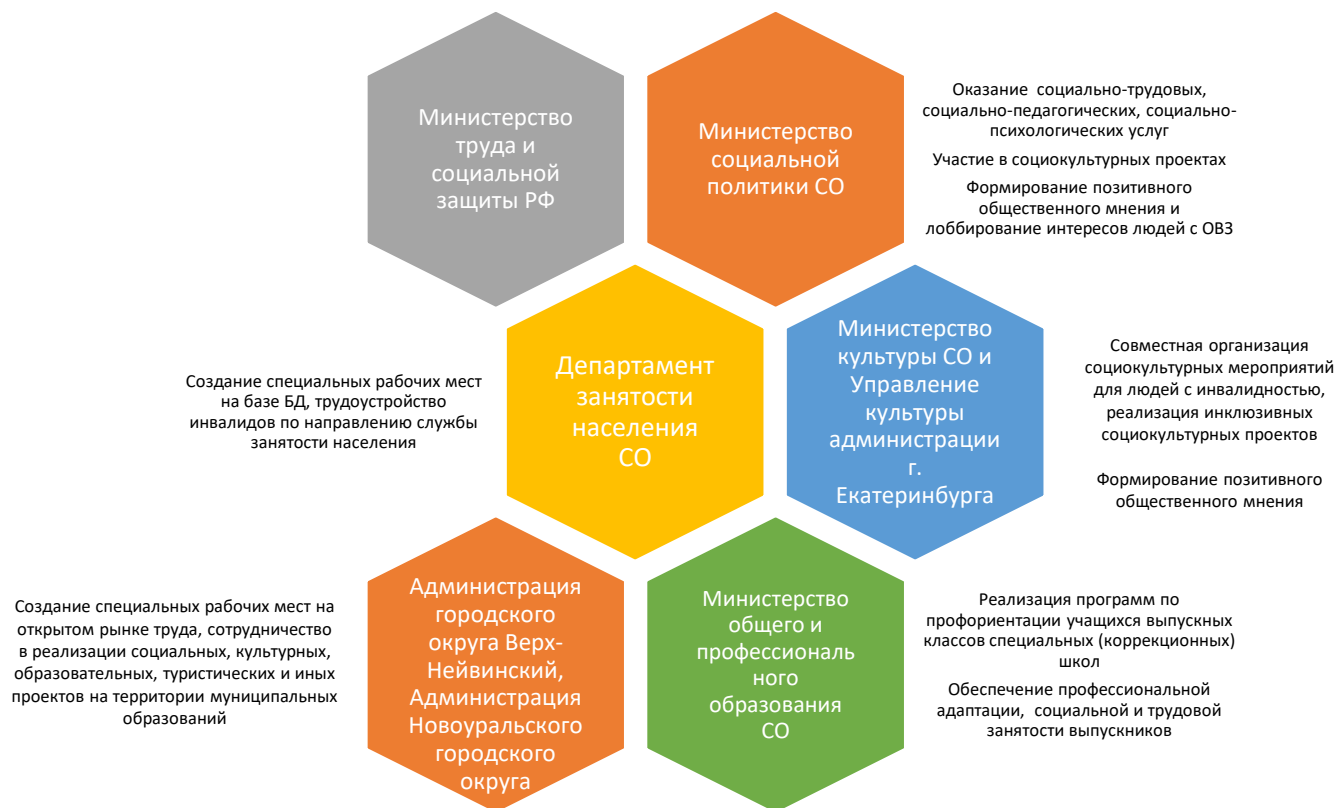 Министерство
труда и
социальной
защиты РФ
Министерство
социальной
политики СО
Оказание социально-трудовых,
социально-педагогических, социально-
психологических услуг
Участие в социокультурных проектах
Формирование позитивного
общественного мнения и
лоббирование интересов людей с ОВЗ
Создание специальных рабочих мест
на базе БД, трудоустройство
инвалидов по направлению службы
занятости населения
Департамент
занятости
населения
СО
Министерство
культуры СО и
Управление
культуры
администрации
г.
Екатеринбурга
Совместная организация
социокультурных мероприятий
для людей с инвалидностью,
реализация инклюзивных
социокультурных проектов
Формирование позитивного
общественного мнения
Создание специальных рабочих мест на
открытом рынке труда, сотрудничество
в реализации социальных, культурных,
образовательных, туристических и иных
проектов на территории муниципальных
образований
Администрация
городского
округа Верх-
Нейвинский,
Администрация
Новоуральского
городского
округа
Министерство
общего и
профессиональ
ного
образования
СО
Реализация программ по
профориентации учащихся выпускных
классов специальных (коррекционных)
школ
Обеспечение профессиональной
адаптации, социальной и трудовой
занятости выпускников